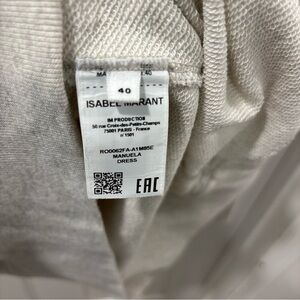 40
ISABEL MARANT
IM PRODUCTION
50 rue Croix-des-Petits-Champs
75001 PARIS - France
n°1501
RO0062FA-A1M95E
MANUELA
DRESS
EAC